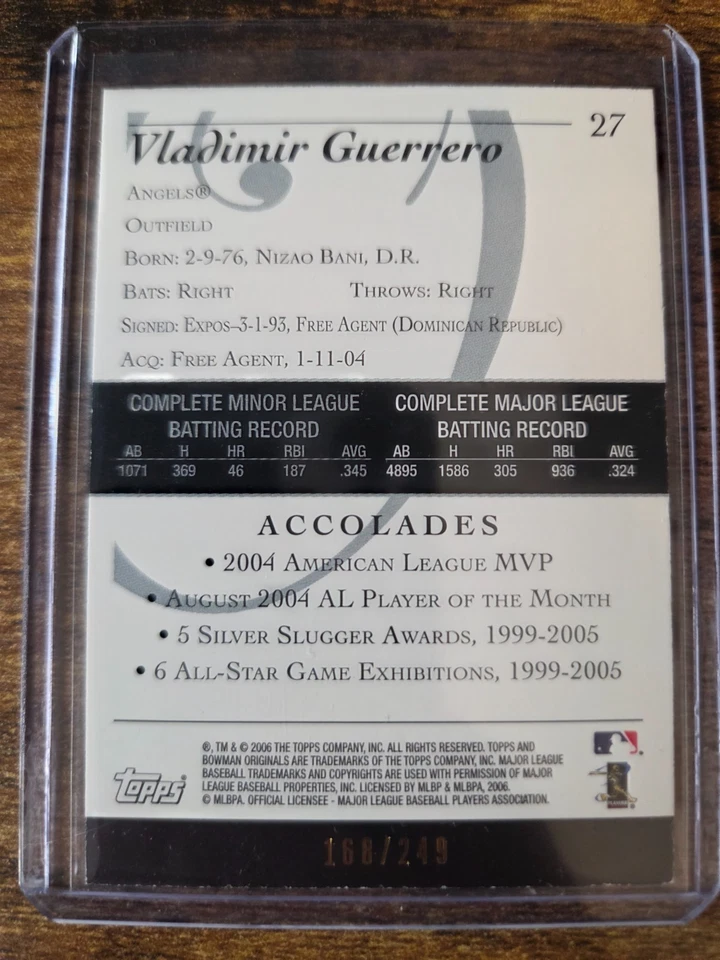 27
Vladimir Guerrero
ANGELS®
OUTFIELD
BORN: 2-9-76, NIZAO BANI, D.R.
BATS: RIGHT THROWS: RIGHT
SIGNED: EXPOS–3-1-93, FREE AGENT (DOMINICAN REPUBLIC)
ACQ: FREE AGENT, 1-11-04
COMPLETE MINOR LEAGUE COMPLETE MAJOR LEAGUE
BATTING RECORD BATTING RECORD
AB H HR RBI AVG AB H HR RBI AVG
1071 369 46 187 .345 4895 1586 305 936 .324
ACCOLADES
• 2004 AMERICAN LEAGUE MVP
• AUGUST 2004 AL PLAYER OF THE MONTH
• 5 SILVER SLUGGER AWARDS, 1999-2005
• 6 ALL-STAR GAME EXHIBITIONS, 1999-2005
®, TM & © 2006 THE TOPPS COMPANY, INC. ALL RIGHTS RESERVED. TOPPS AND
BOWMAN ORIGINALS ARE TRADEMARKS OF THE TOPPS COMPANY, INC. MAJOR LEAGUE
BASEBALL TRADEMARKS AND COPYRIGHTS ARE USED WITH PERMISSION OF MAJOR
LEAGUE BASEBALL PROPERTIES, INC. LICENSED BY MLBP & MLBPA, 2006.
© MLBPA. OFFICIAL LICENSEE - MAJOR LEAGUE BASEBALL PLAYERS ASSOCIATION.
topps
168/249